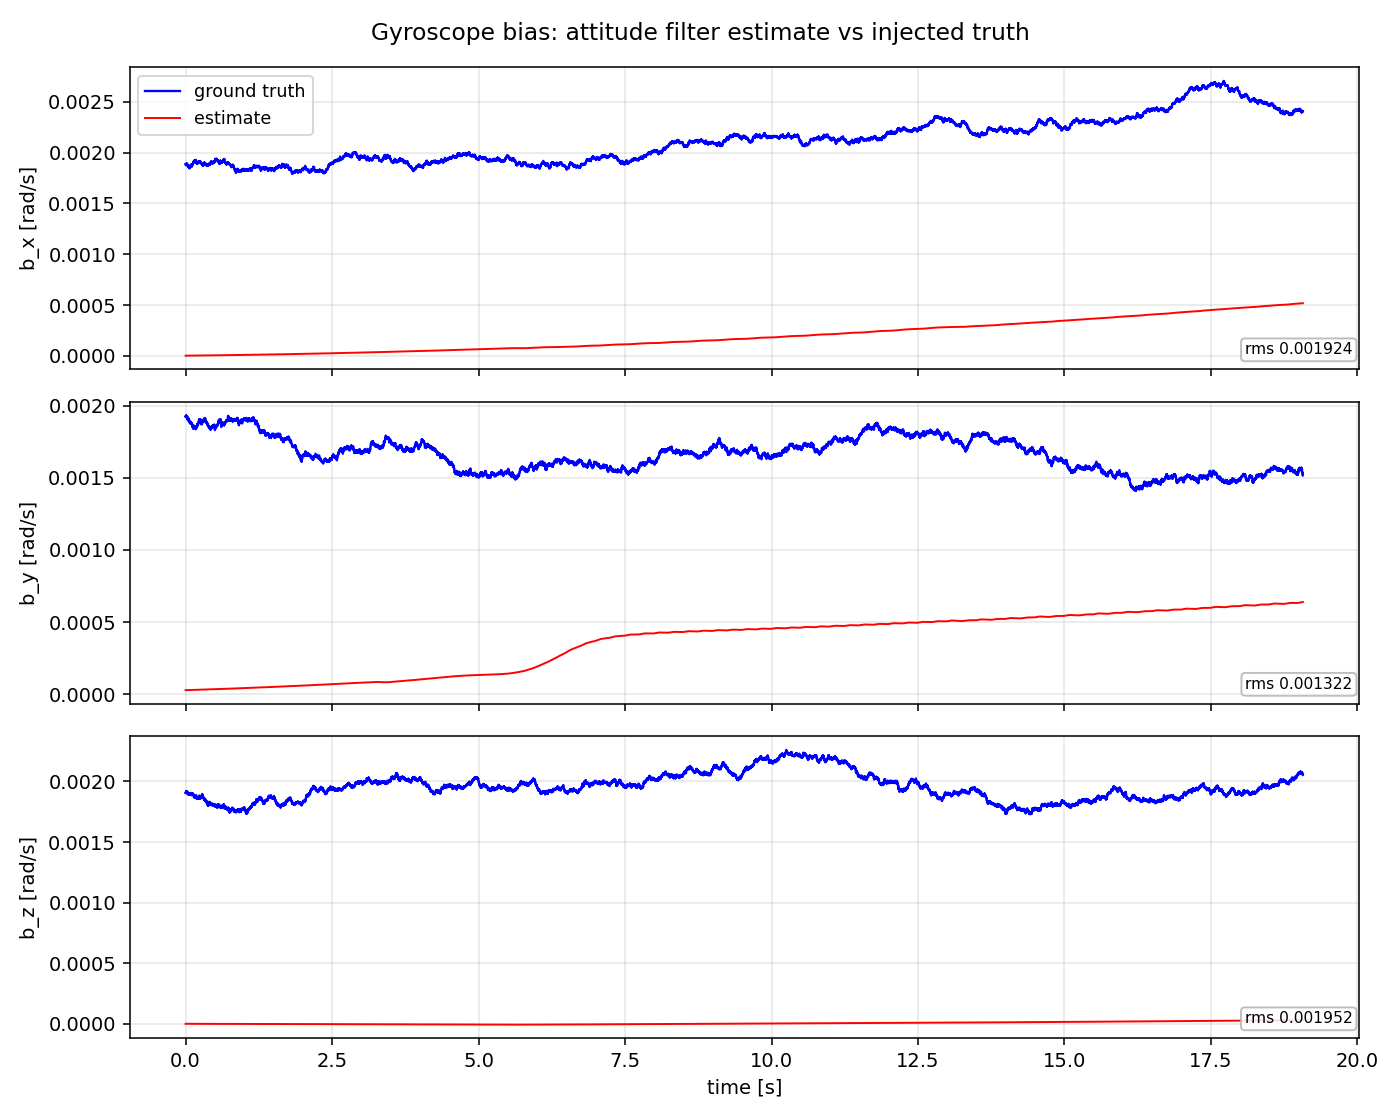 Gyroscope bias: attitude filter estimate vs injected truth
ground truth
estimate
b_x [rad/s]
0.0025
0.0020
0.0015
0.0010
0.0005
0.0000
rms 0.001924
b_y [rad/s]
0.0020
0.0015
0.0010
0.0005
0.0000
rms 0.001322
b_z [rad/s]
0.0020
0.0015
0.0010
0.0005
0.0000
rms 0.001952
0.0 2.5 5.0 7.5 10.0 12.5 15.0 17.5 20.0
time [s]